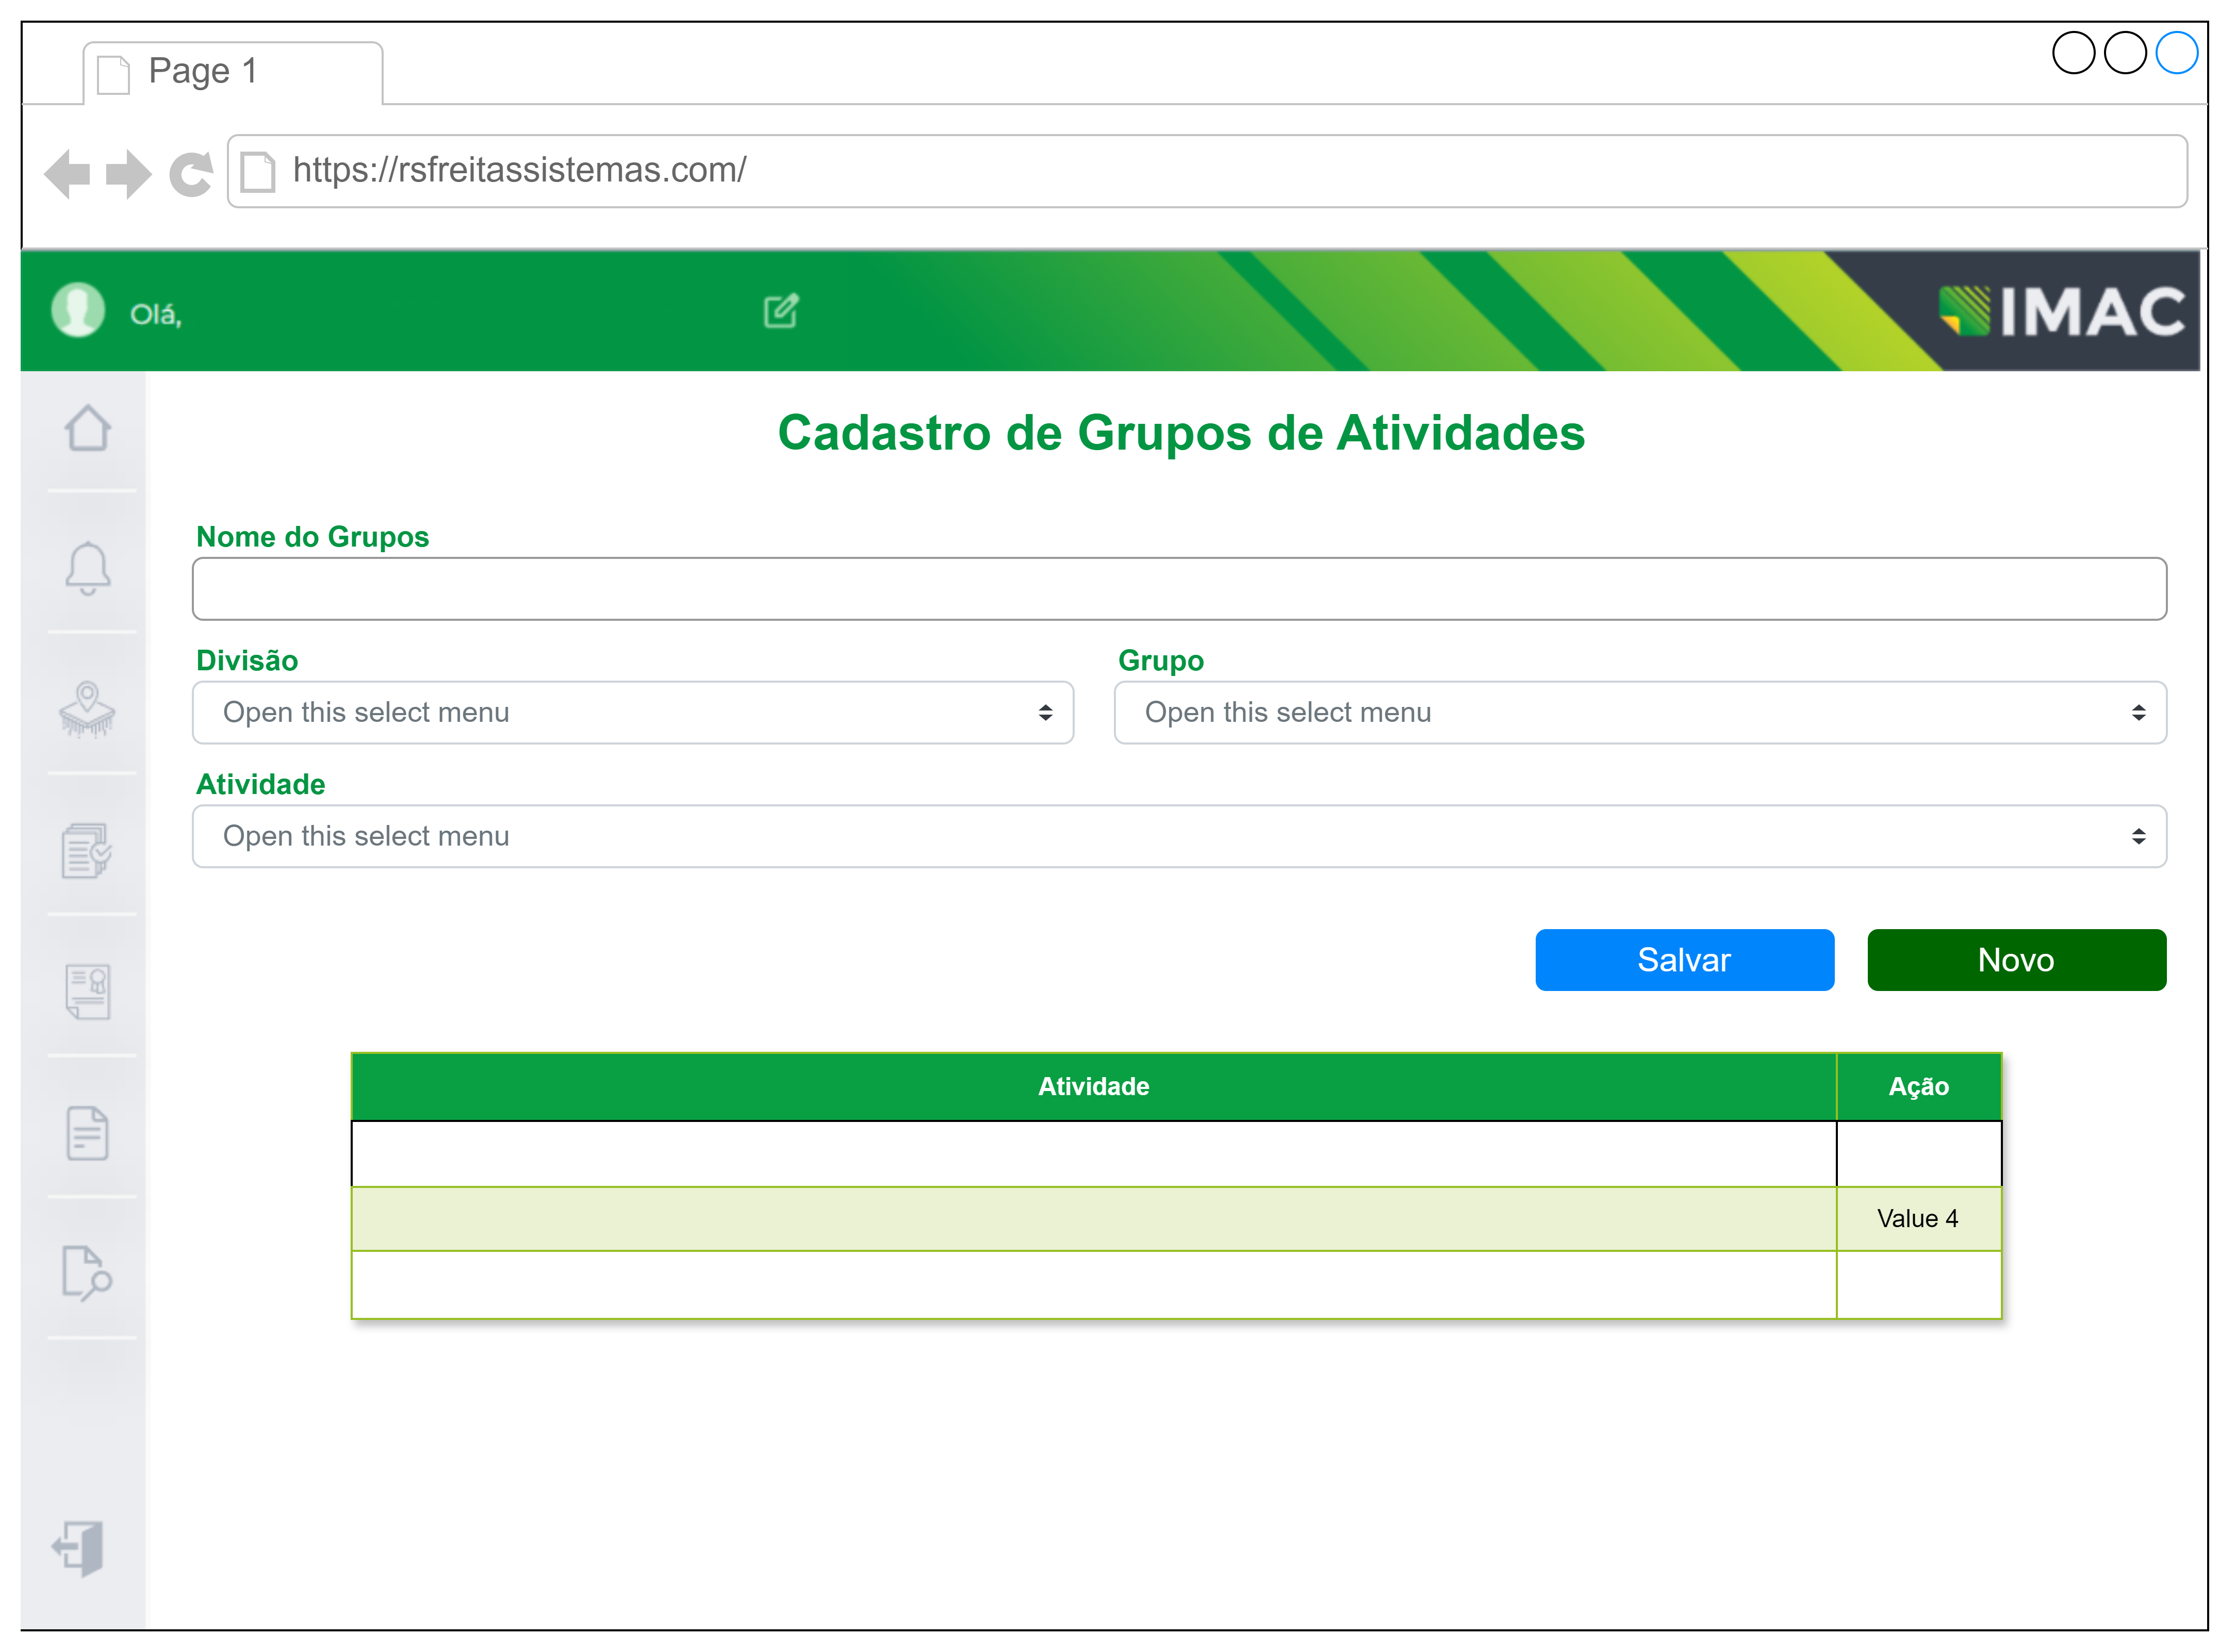 Page 1
https://rsfreitassistemas.com/
Olá,
IMAC
Cadastro de Grupos de Atividades
Nome do Grupos
Divisão
Grupo
Open this select menu
Open this select menu
Atividade
Open this select menu
Salvar
Novo
Atividade
Ação
Value 4